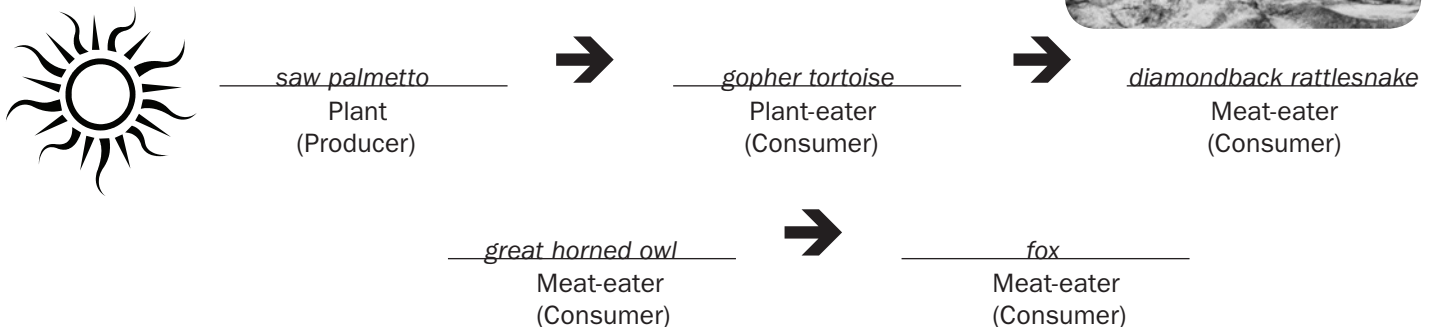 saw palmetto
Plant
(Producer)
gopher tortoise
Plant-eater
(Consumer)
diamondback rattlesnake
Meat-eater
(Consumer)
great horned owl
Meat-eater
(Consumer)
fox
Meat-eater
(Consumer)